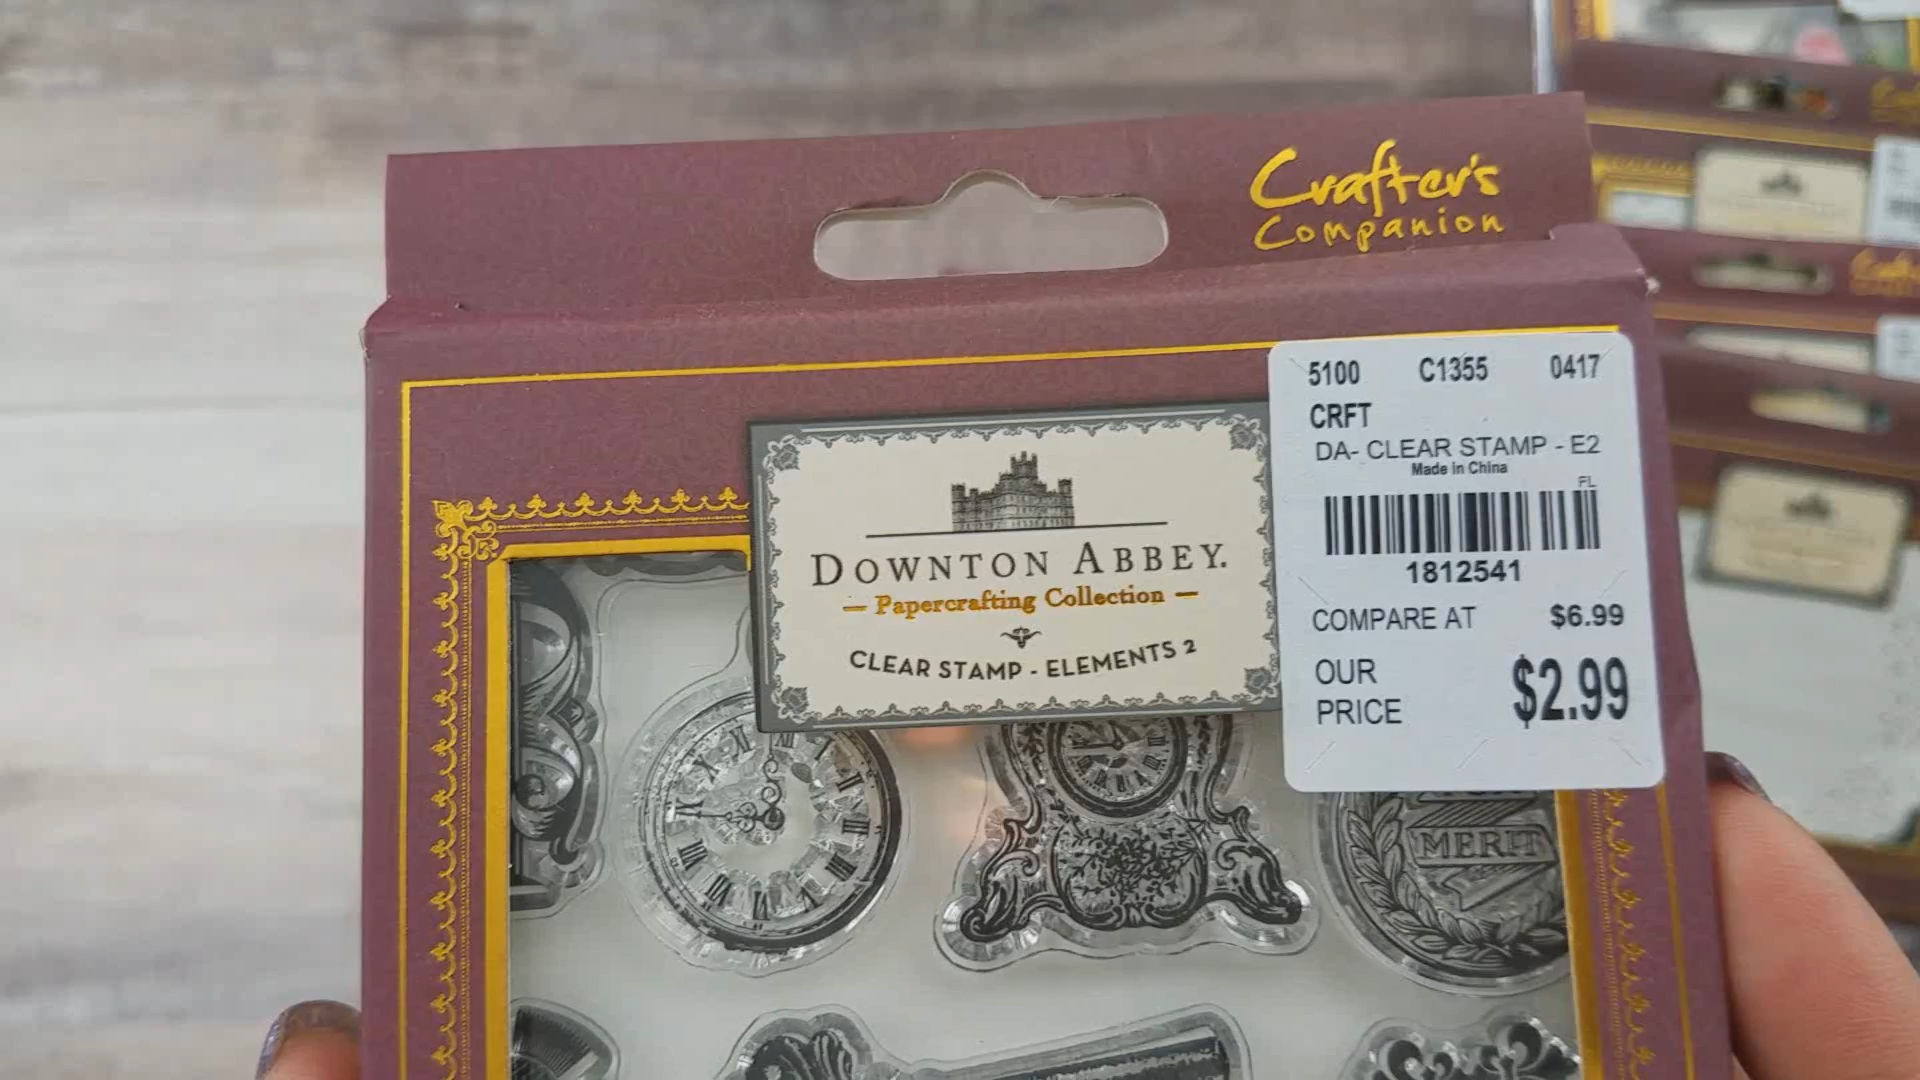 Crafter's
Companion
5100 C1355 0417
CRFT
DA- CLEAR STAMP - E2
Made In China
PL
1812541
COMPARE AT $6.99
OUR
PRICE $2.99
DOWNTON ABBEY.
— Papercrafting Collection —
CLEAR STAMP - ELEMENTS 2
MERIT